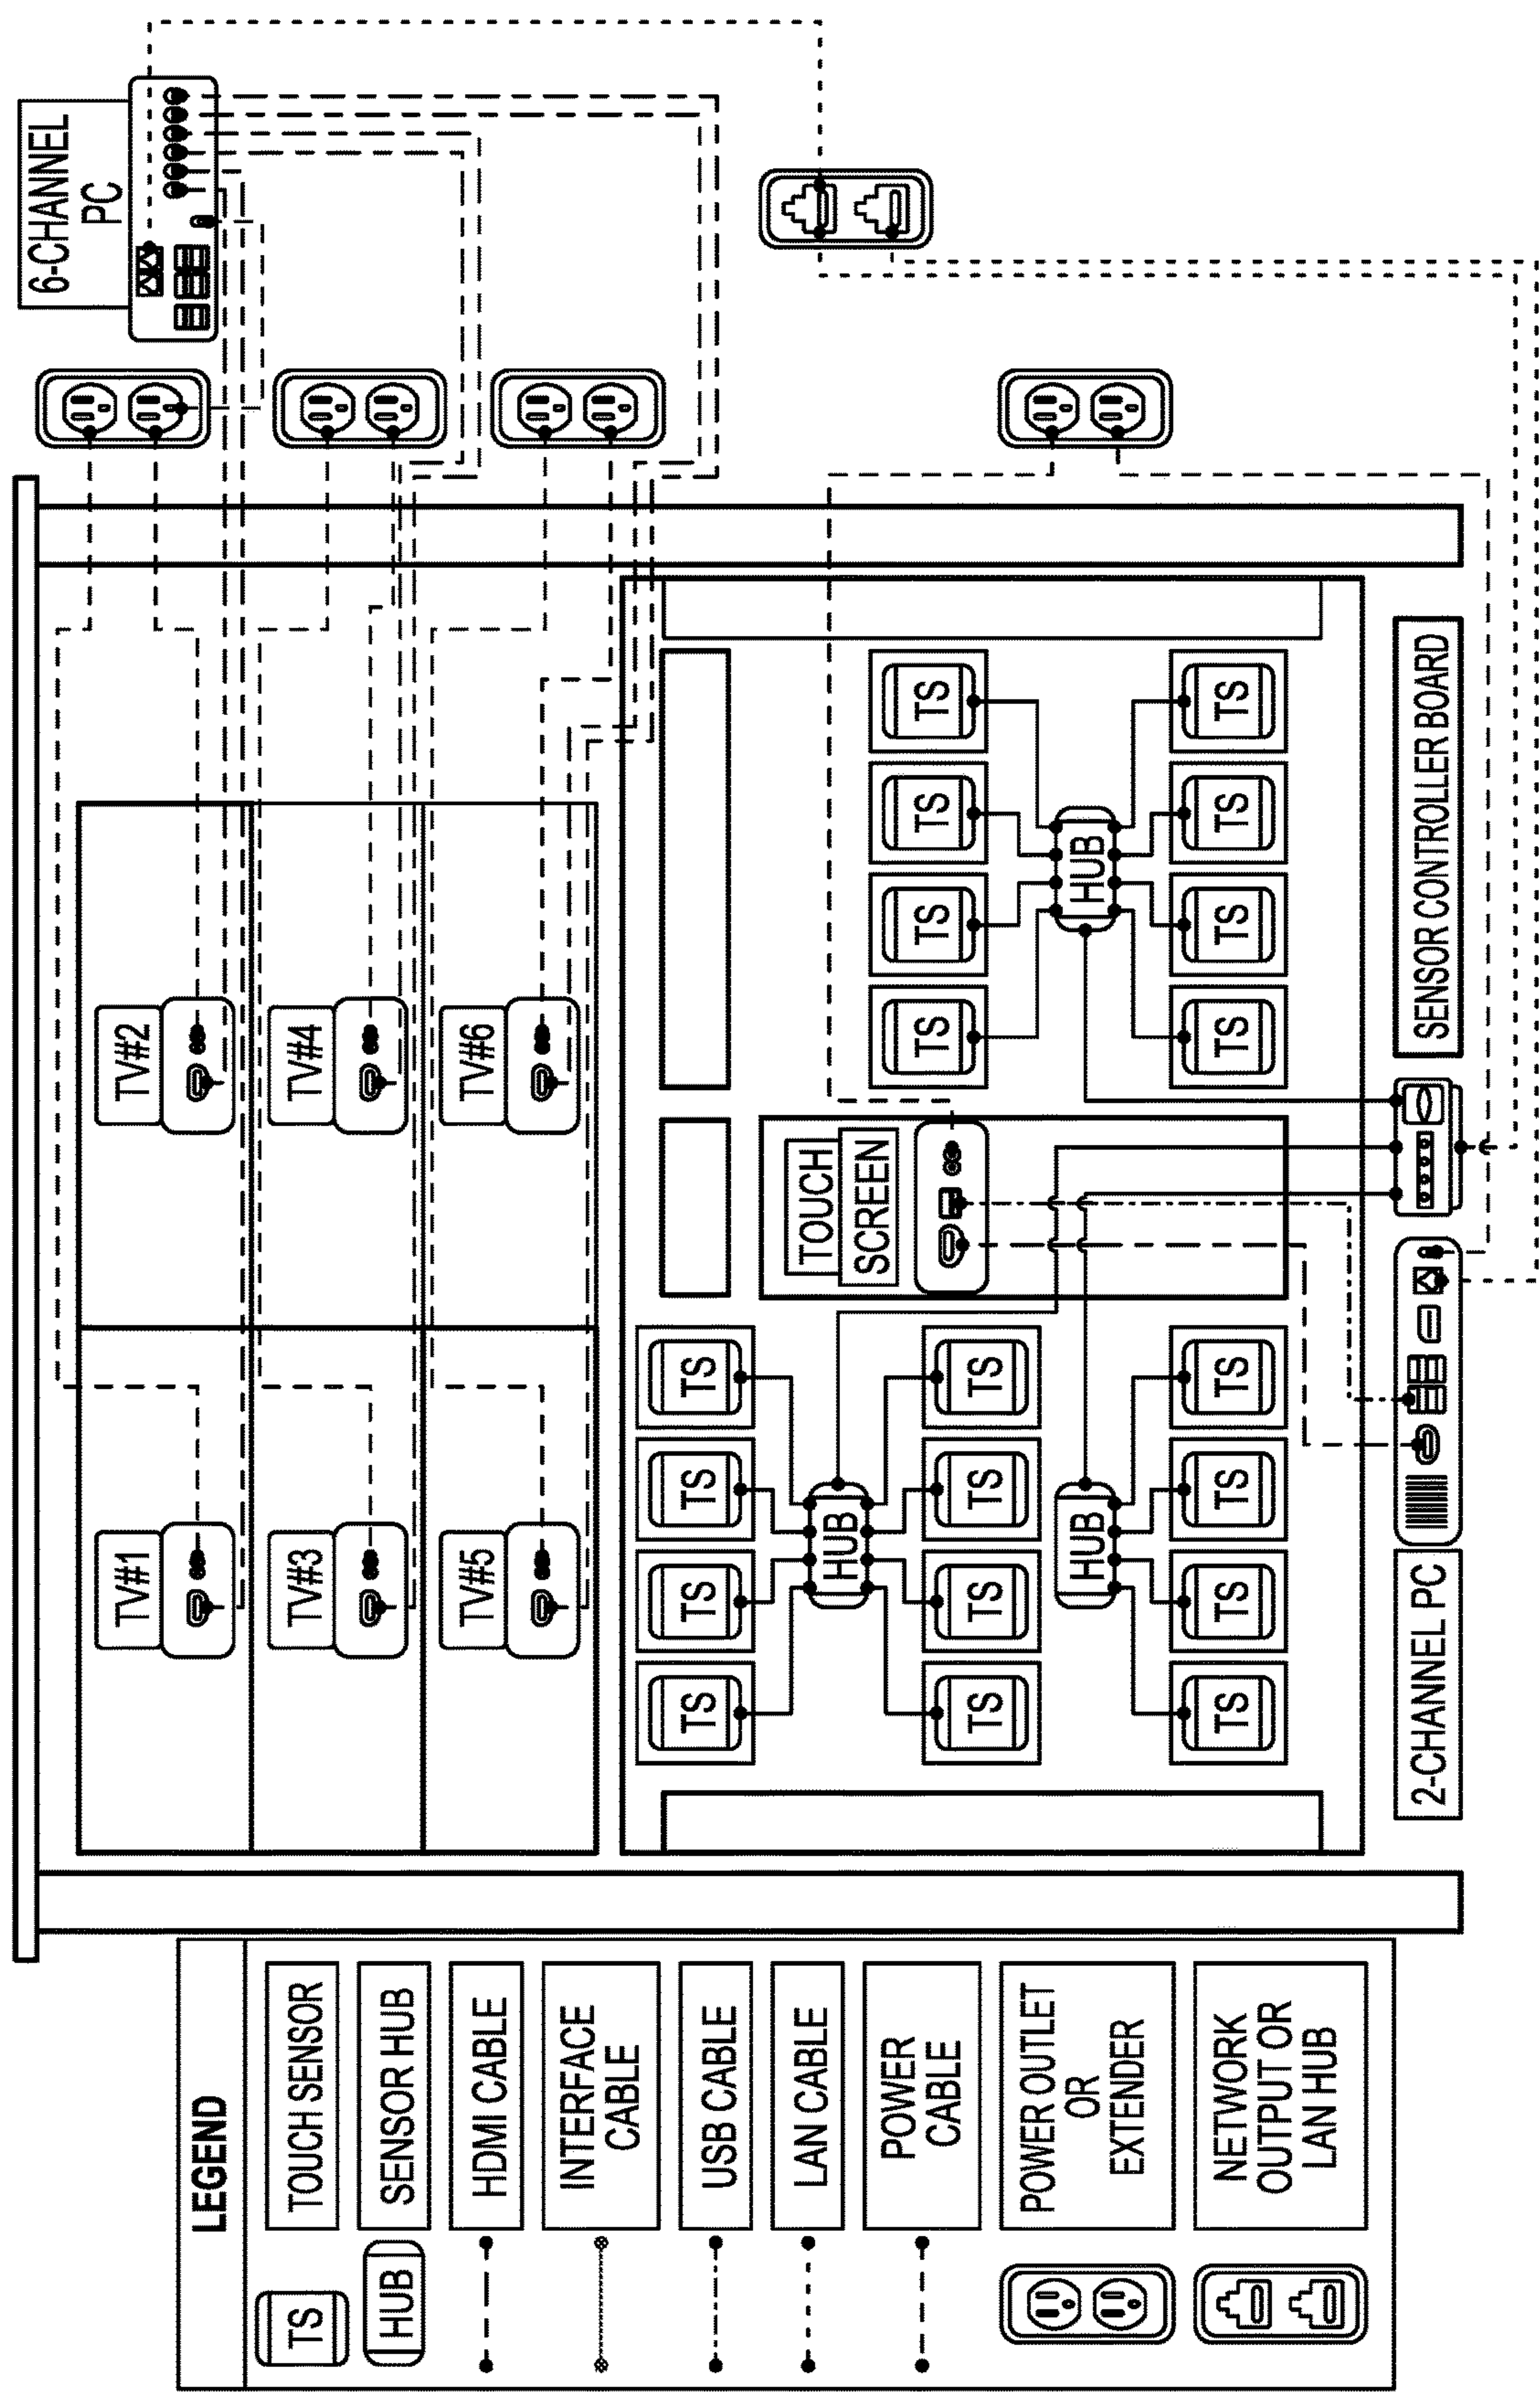 LEGEND
TS
TOUCH SENSOR
HUB
SENSOR HUB
HDMI CABLE
INTERFACE
CABLE
USB CABLE
LAN CABLE
POWER
CABLE
POWER OUTLET
OR
EXTENDER
NETWORK
OUTPUT OR
LAN HUB
6-CHANNEL
PC
TV#1
TV#2
TV#3
TV#4
TV#5
TV#6
TS
TS
TS
TS
HUB
TS
TS
TS
TS
HUB
TS
TS
TS
TS
TOUCH
SCREEN
TS
TS
TS
TS
HUB
TS
TS
TS
TS
2-CHANNEL PC
SENSOR CONTROLLER BOARD